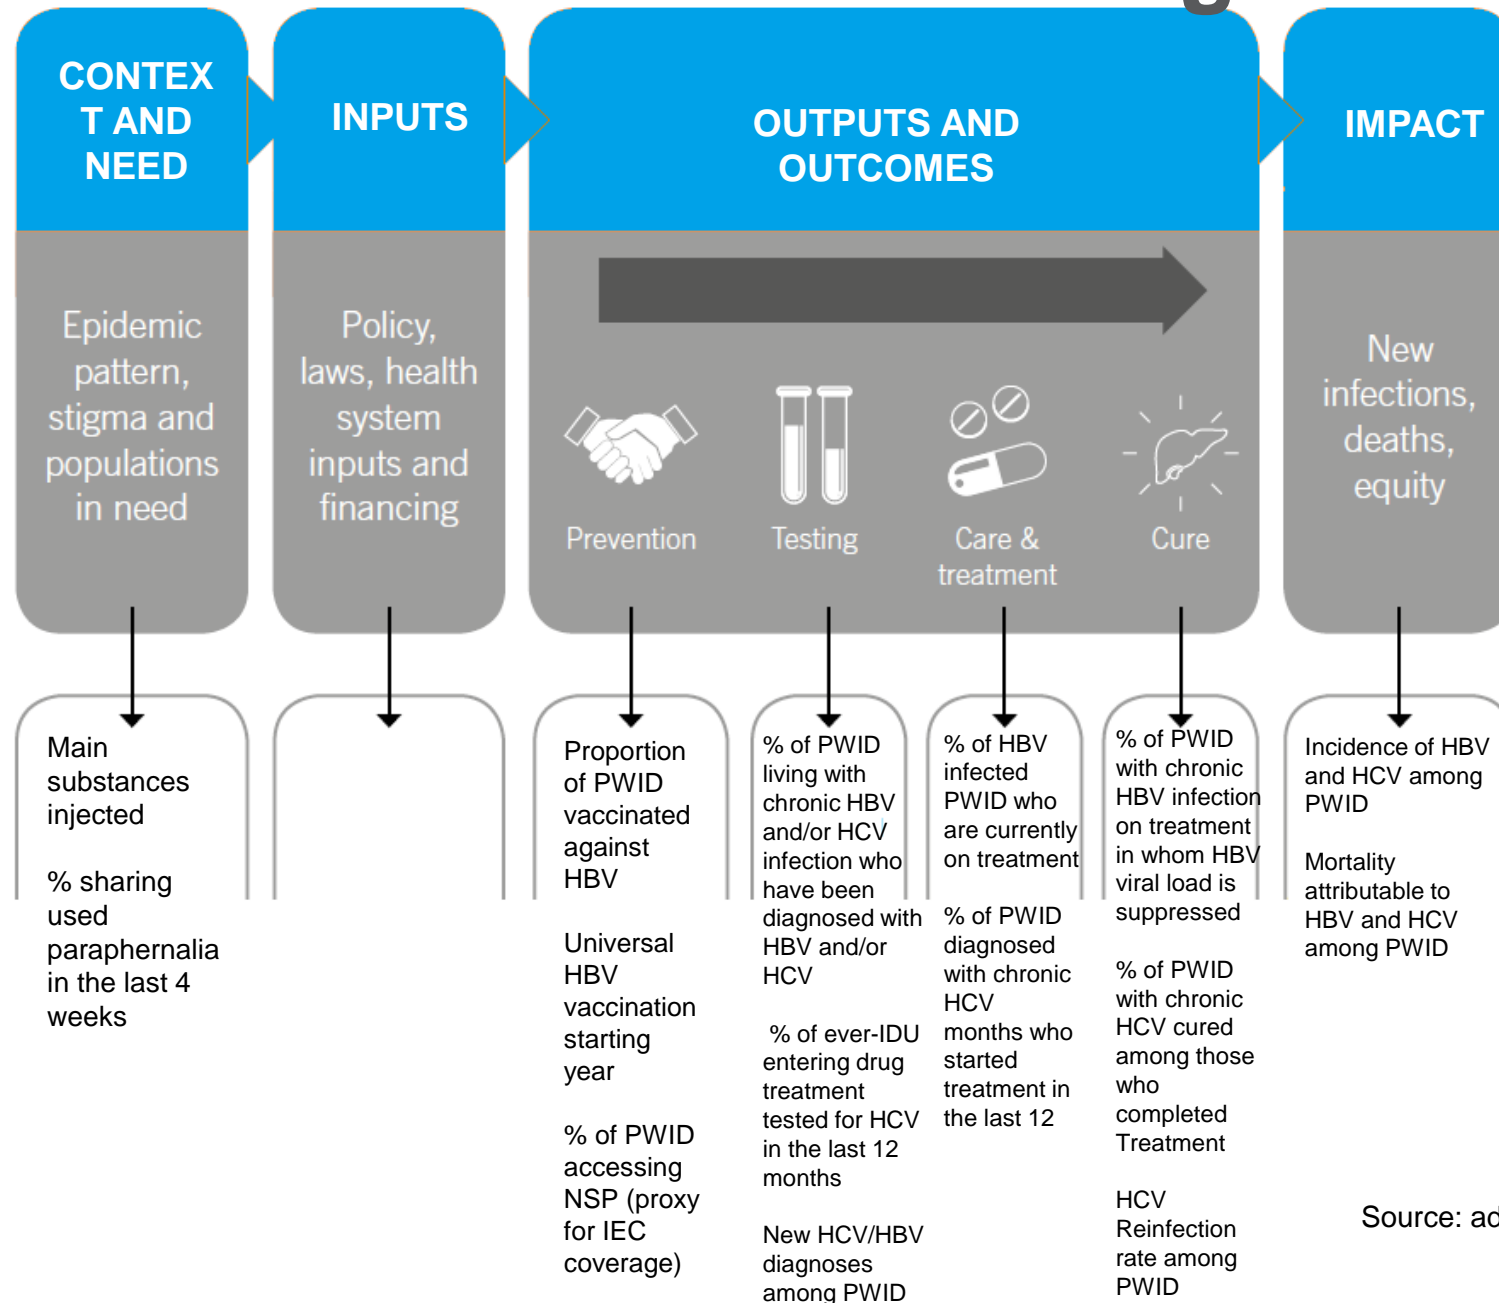 g
CONTEX
T AND
NEED
INPUTS
OUTPUTS AND
OUTCOMES
IMPACT
Epidemic
pattern,
stigma and
populations
in need
Policy,
laws, health
system
inputs and
financing
Prevention
Testing
Care &
treatment
Cure
New
infections,
deaths,
equity
Main
substances
injected
% sharing
used
paraphernalia
in the last 4
weeks
Proportion
of PWID
vaccinated
against
HBV
Universal
HBV
vaccination
starting
year
% of PWID
accessing
NSP (proxy
for IEC
coverage)
% of PWID
living with
chronic HBV
and/or HCV
infection who
have been
diagnosed with
HBV and/or
HCV
% of ever-IDU
entering drug
treatment
tested for HCV
in the last 12
months
New HCV/HBV
diagnoses
among PWID
% of HBV
infected
PWID who
are currently
on treatment
% of PWID
diagnosed
with chronic
HCV
months who
started
treatment in
the last 12
% of PWID
with chronic
HBV infection
on treatment
in whom HBV
viral load is
suppressed
% of PWID
with chronic
HCV cured
among those
who
completed
Treatment
HCV
Reinfection
rate among
PWID
Incidence of HBV
and HCV among
PWID
Mortality
attributable to
HBV and HCV
among PWID
Source: ad